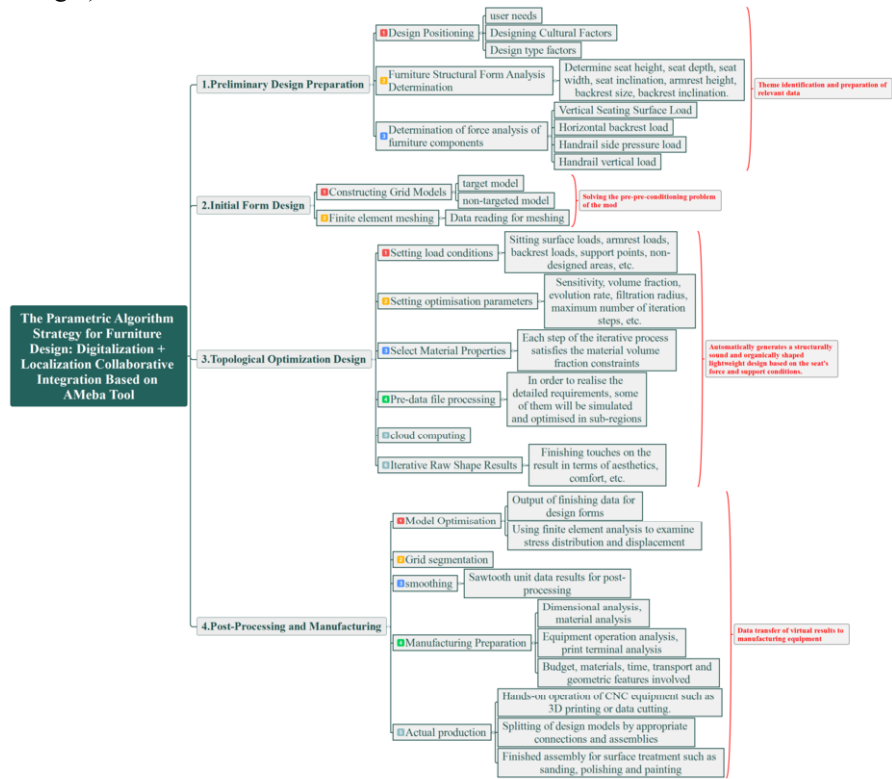 The Parametric Algorithm
Strategy for Furniture
Design: Digitalization +
Localization Collaborative
Integration Based on
AMeba Tool
1.Preliminary Design Preparation
1 Design Positioning
user needs
Designing Cultural Factors
Design type factors
2 Furniture Structural Form Analysis
Determination
Determine seat height, seat depth, seat
width, seat inclination, armrest height,
backrest size, backrest inclination.
3 Determination of force analysis of
furniture components
Vertical Seating Surface Load
Horizontal backrest load
Handrail side pressure load
Handrail vertical load
Theme identification and preparation of
relevant data
2.Initial Form Design
1 Constructing Grid Models
target model
non-targeted model
2 Finite element meshing
Data reading for meshing
Solving the pre-pre-conditioning problem
of the mod
3.Topological Optimization Design
1 Setting load conditions
Sitting surface loads, armrest loads,
backrest loads, support points, non-
designed areas, etc.
2 Setting optimisation parameters
Sensitivity, volume fraction,
evolution rate, filtration radius,
maximum number of iteration
steps, etc.
3 Select Material Properties
Each step of the iterative process
satisfies the material volume
fraction constraints
4 Pre-data file processing
In order to realise the
detailed requirements, some
of them will be simulated
and optimised in sub-regions
5 cloud computing
6 Iterative Raw Shape Results
Finishing touches on the
result in terms of aesthetics,
comfort, etc.
Automatically generates a structurally
sound and organically shaped
lightweight design based on the seat's
force and support conditions.
4.Post-Processing and Manufacturing
1 Model Optimisation
Output of finishing data for
design forms
Using finite element analysis to examine
stress distribution and displacement
2 Grid segmentation
3 smoothing
Sawtooth unit data results for post-
processing
4 Manufacturing Preparation
Dimensional analysis,
material analysis
Equipment operation analysis,
print terminal analysis
Budget, materials, time, transport and
geometric features involved
5 Actual production
Hands-on operation of CNC equipment such as
3D printing or data cutting.
Splitting of design models by appropriate
connections and assemblies
Finished assembly for surface treatment such as
sanding, polishing and painting
Data transfer of virtual results to
manufacturing equipment